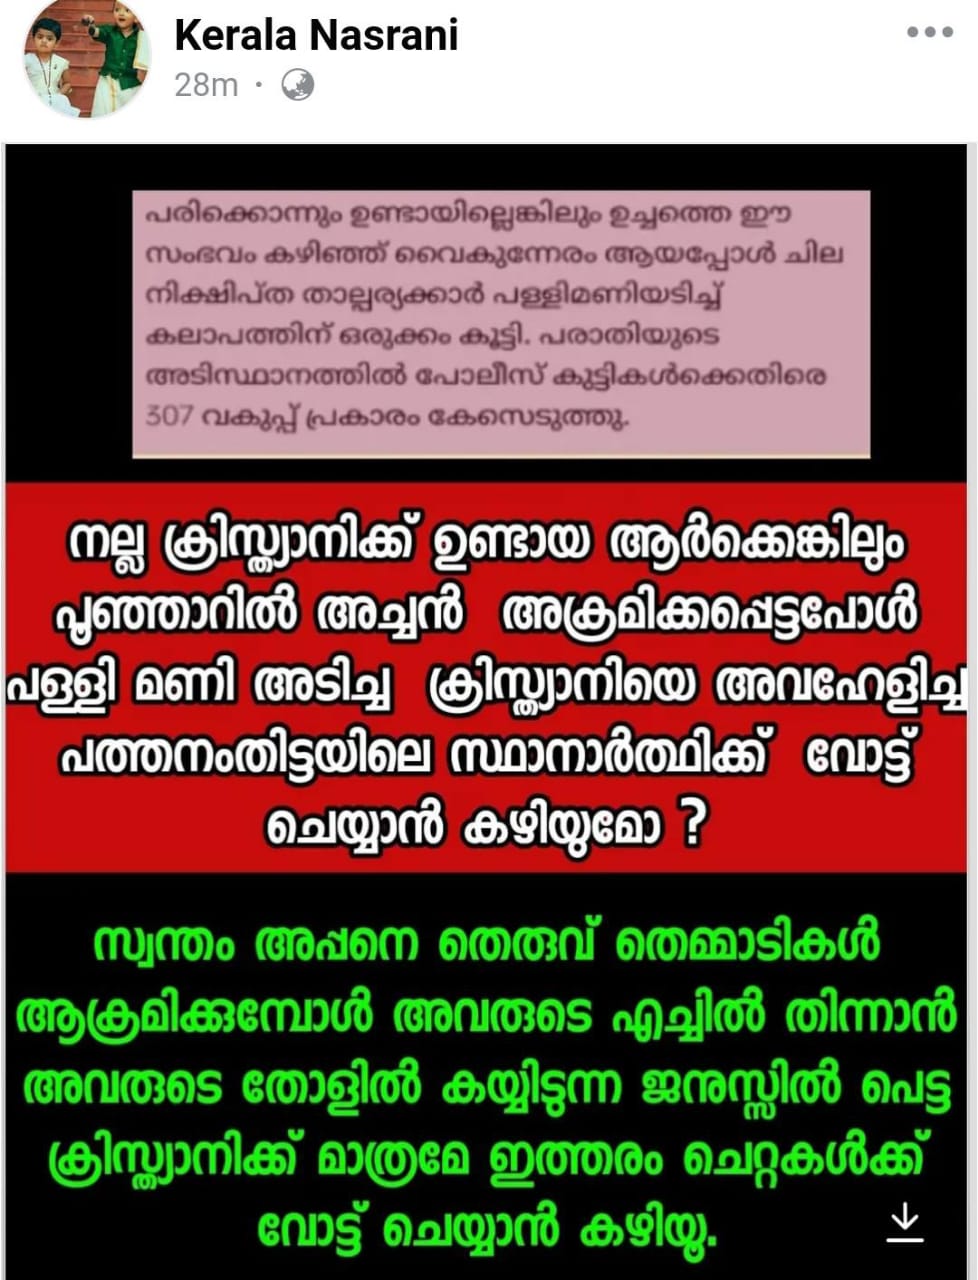 Kerala Nasrani
28m
പരിക്കൊന്നും ഉണ്ടായില്ലെങ്കിലും ഉച്ചത്തെ ഈ
സംഭവം കഴിഞ്ഞ് വൈകുന്നേരം ആയപ്പോൾ ചില
നിക്ഷിപ്ത താല്പര്യക്കാർ പള്ളിമണിയടിച്ച്
കലാപത്തിന് ഒരുക്കം കൂട്ടി. പരാതിയുടെ
അടിസ്ഥാനത്തിൽ പോലീസ് കുട്ടികൾക്കെതിരെ
307 വകുപ്പ് പ്രകാരം കേസെടുത്തു.
നല്ല ക്രിസ്ത്യാനിക്ക് ഉണ്ടായ ആർക്കെങ്കിലും
പൂഞ്ഞാറിൽ അച്ചൻ അക്രമിക്കപ്പെട്ടപോൾ
പള്ളി മണി അടിച്ച ക്രിസ്ത്യാനിയെ അവഹേളിച്ച
പത്തനംതിട്ടയിലെ സ്ഥാനാർത്ഥിക്ക് വോട്ട്
ചെയ്യാൻ കഴിയുമോ ?
സ്വന്തം അപ്പനെ തെരുവ് തെമ്മാടികൾ
ആക്രമിക്കുമ്പോൾ അവരുടെ എച്ചിൽ തിന്നാൻ
അവരുടെ തോളിൽ കയ്യിടുന്ന ജനുസ്സിൽ പെട്ട
ക്രിസ്ത്യാനിക്ക് മാത്രമേ ഇത്തരം ചെറ്റകൾക്ക്
വോട്ട് ചെയ്യാൻ കഴിയൂ.